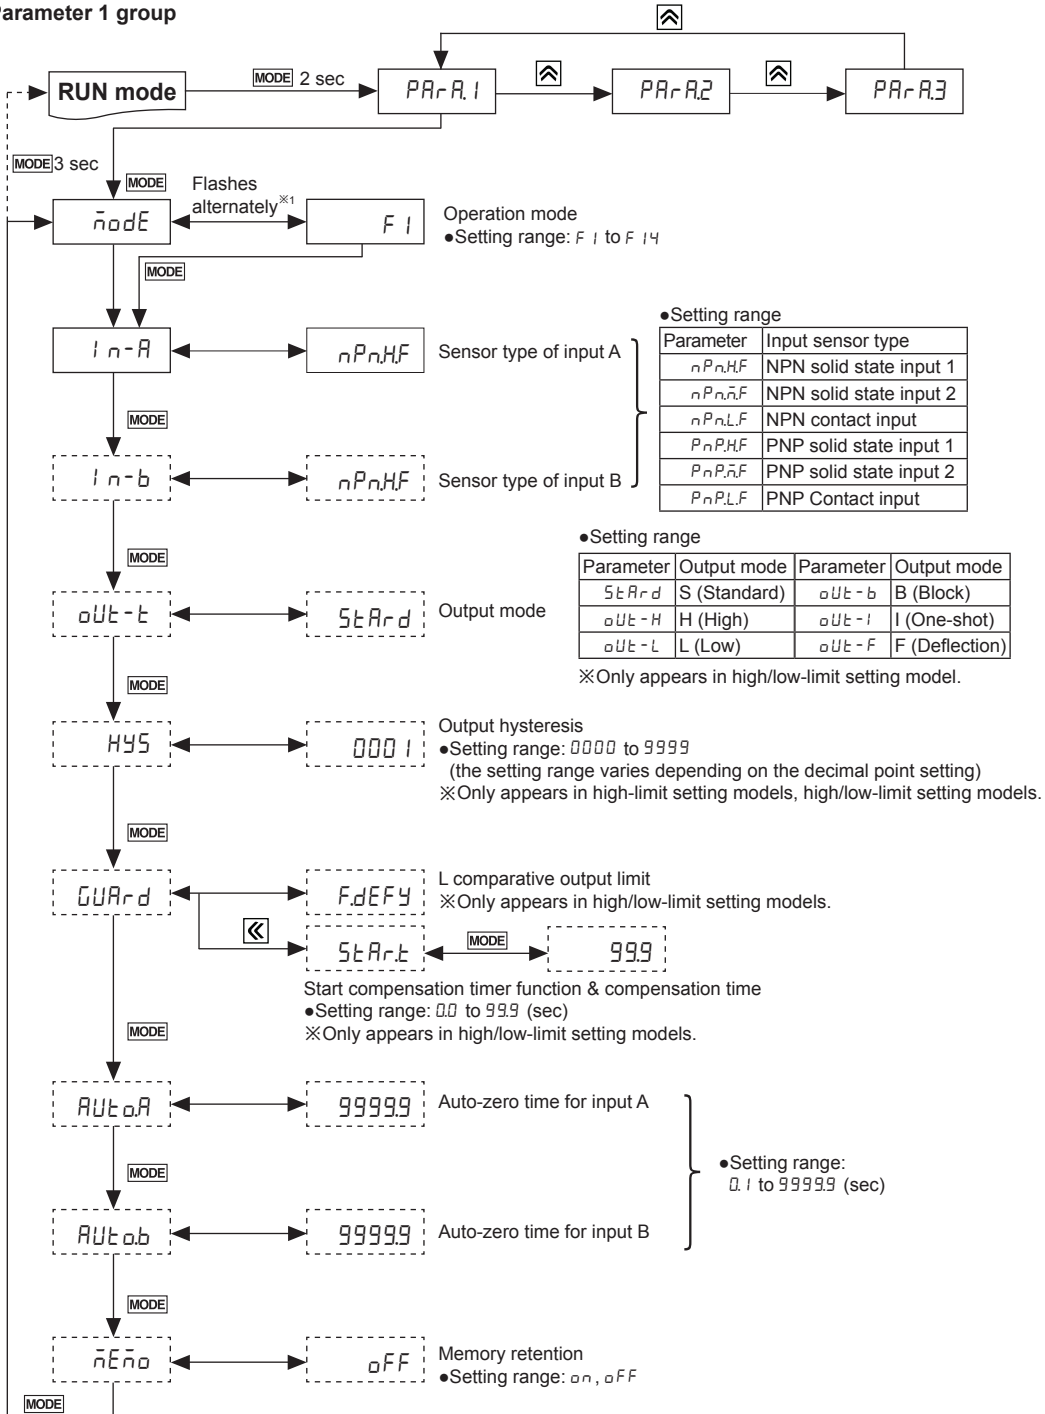 Parameter 1 group
RUN mode
MODE 2 sec
PArA.1
PArA.2
PArA.3
MODE 3 sec
MODE
Flashes
alternately※1
modE
F 1
Operation mode
●Setting range: F 1 to F 14
MODE
In-A
nPn.H.F
Sensor type of input A
MODE
In-b
nPn.H.F
Sensor type of input B
●Setting range
Parameter Input sensor type
nPn.H.F NPN solid state input 1
nPn.m.F NPN solid state input 2
nPn.L.F NPN contact input
PnP.H.F PNP solid state input 1
PnP.m.F PNP solid state input 2
PnP.L.F PNP Contact input
MODE
oUt-t
StArd
Output mode
●Setting range
Parameter Output mode Parameter Output mode
StArd S (Standard) oUt-b B (Block)
oUt-H H (High) oUt-I I (One-shot)
oUt-L L (Low) oUt-F F (Deflection)
※Only appears in high/low-limit setting model.
MODE
HYS
0001
Output hysteresis
●Setting range: 0000 to 9999
(the setting range varies depending on the decimal point setting)
※Only appears in high-limit setting models, high/low-limit setting models.
MODE
GUArd
F.dEFY
L comparative output limit
※Only appears in high/low-limit setting models.
StAr.t
MODE
99.9
Start compensation timer function & compensation time
●Setting range: 0.0 to 99.9 (sec)
※Only appears in high/low-limit setting models.
MODE
AUto.A
9999.9
Auto-zero time for input A
MODE
AUto.b
9999.9
Auto-zero time for input B
●Setting range:
0.1 to 9999.9 (sec)
MODE
mEmo
oFF
Memory retention
●Setting range: on, oFF
MODE